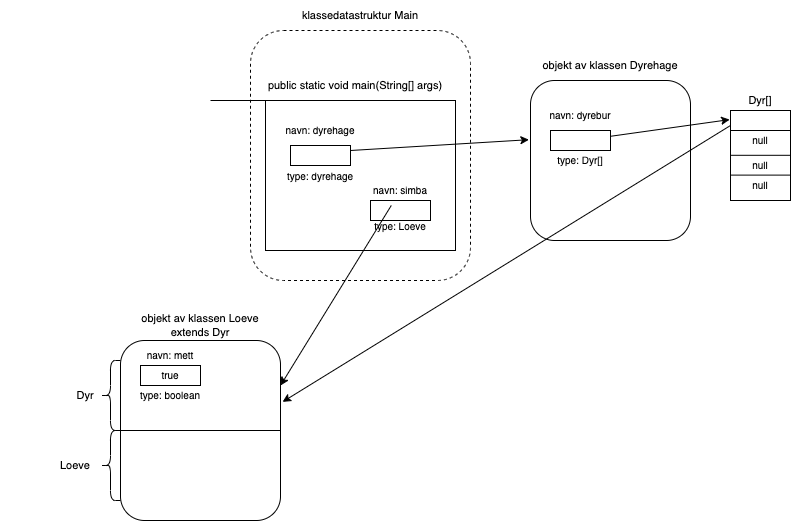 klassedatastruktur Main
public static void main(String[] args)
navn: dyrehage
type: dyrehage
navn: simba
type: Loeve
objekt av klassen Dyrehage
navn: dyrebur
type: Dyr[]
Dyr[]
null
null
null
objekt av klassen Loeve
extends Dyr
navn: mett
true
type: boolean
Dyr
Loeve